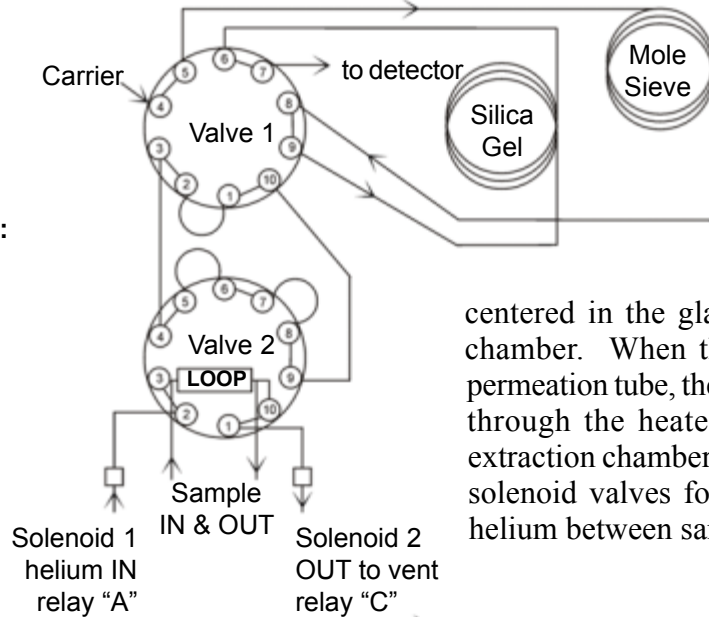 Carrier
to detector
Mole
Sieve
Silica
Gel
5
6
7
4
8
Valve 1
3
9
2
1
10
:
5
6
7
4
8
Valve 2
3
LOOP
9
2
1
10
Sample
IN & OUT
Solenoid 1
helium IN
relay “A”
Solenoid 2
OUT to vent
relay “C”
centered in the gla
chamber. When th
permeation tube, the
through the heate
extraction chamber
solenoid valves fo
helium between sa